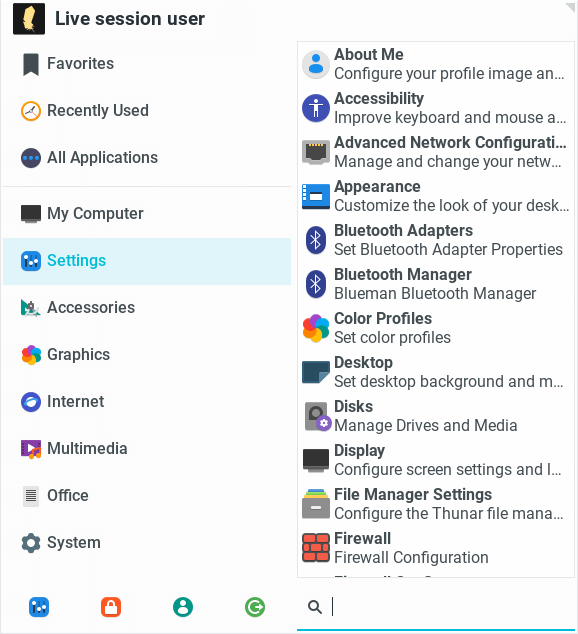 Live session user
Favorites
Recently Used
All Applications
My Computer
Settings
Accessories
Graphics
Internet
Multimedia
Office
System
About Me
Configure your profile image an...
Accessibility
Improve keyboard and mouse a...
Advanced Network Configurati...
Manage and change your netw...
Appearance
Customize the look of your desk...
Bluetooth Adapters
Set Bluetooth Adapter Properties
Bluetooth Manager
Blueman Bluetooth Manager
Color Profiles
Set color profiles
Desktop
Set desktop background and m...
Disks
Manage Drives and Media
Display
Configure screen settings and l...
File Manager Settings
Configure the Thunar file mana...
Firewall
Firewall Configuration